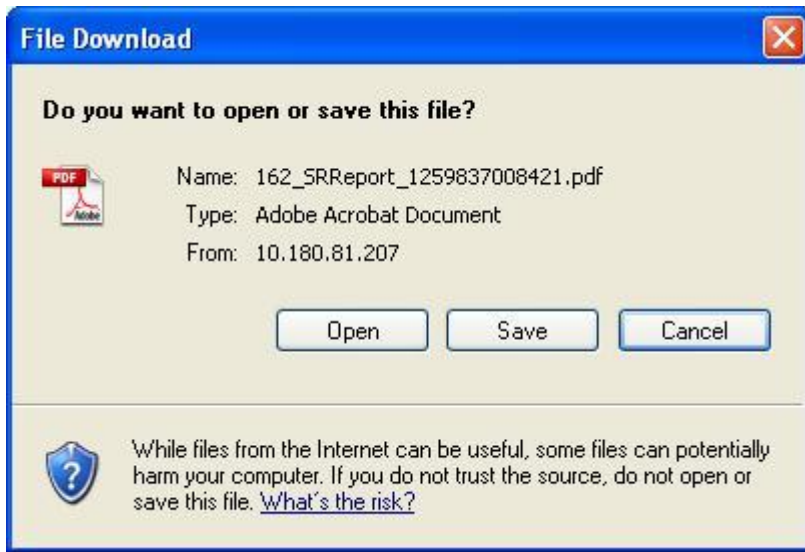 File Download
Do you want to open or save this file?
PDF
Adobe
Name: 162_SRReport_1259837008421.pdf
Type: Adobe Acrobat Document
From: 10.180.81.207
Open Save Cancel
While files from the Internet can be useful, some files can potentially
harm your computer. If you do not trust the source, do not open or
save this file. What's the risk?